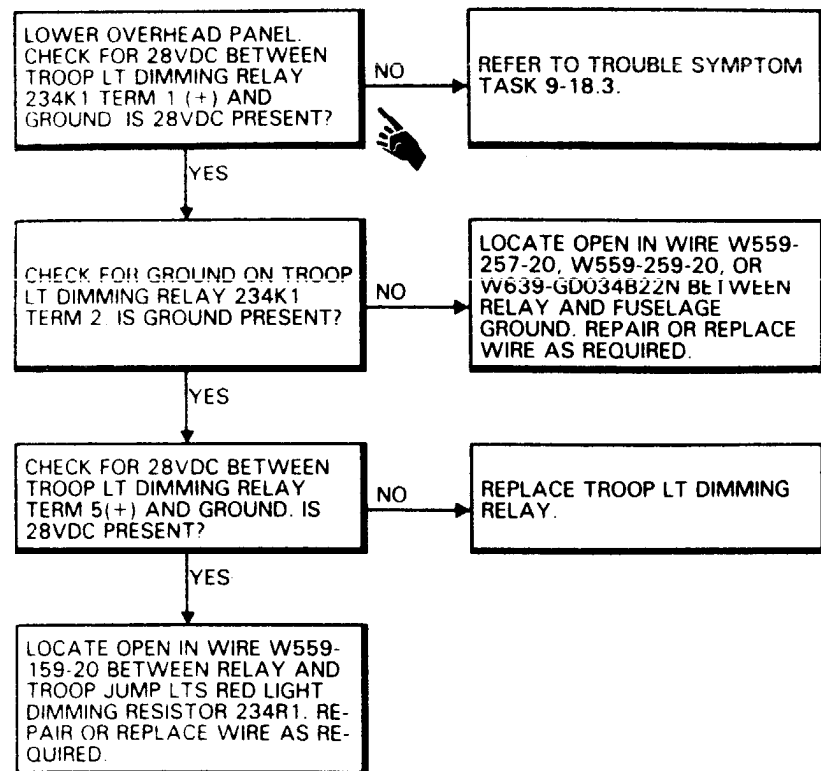 LOWER OVERHEAD PANEL.
CHECK FOR 28VDC BETWEEN
TROOP LT DIMMING RELAY
234K1 TERM 1 (+) AND
GROUND IS 28VDC PRESENT?
NO
REFER TO TROUBLE SYMPTOM
TASK 9-18.3.
YES
CHECK FOR GROUND ON TROOP
LT DIMMING RELAY 234K1
TERM 2. IS GROUND PRESENT?
NO
LOCATE OPEN IN WIRE W559-
257-20, W559-259-20, OR
W639-GD034B22N BETWEEN
RELAY AND FUSELAGE
GROUND. REPAIR OR REPLACE
WIRE AS REQUIRED.
YES
CHECK FOR 28VDC BETWEEN
TROOP LT DIMMING RELAY
TERM 5(+) AND GROUND. IS
28VDC PRESENT?
NO
REPLACE TROOP LT DIMMING
RELAY.
YES
LOCATE OPEN IN WIRE W559-
159-20 BETWEEN RELAY AND
TROOP JUMP LTS RED LIGHT
DIMMING RESISTOR 234R1. RE-
PAIR OR REPLACE WIRE AS RE-
QUIRED.